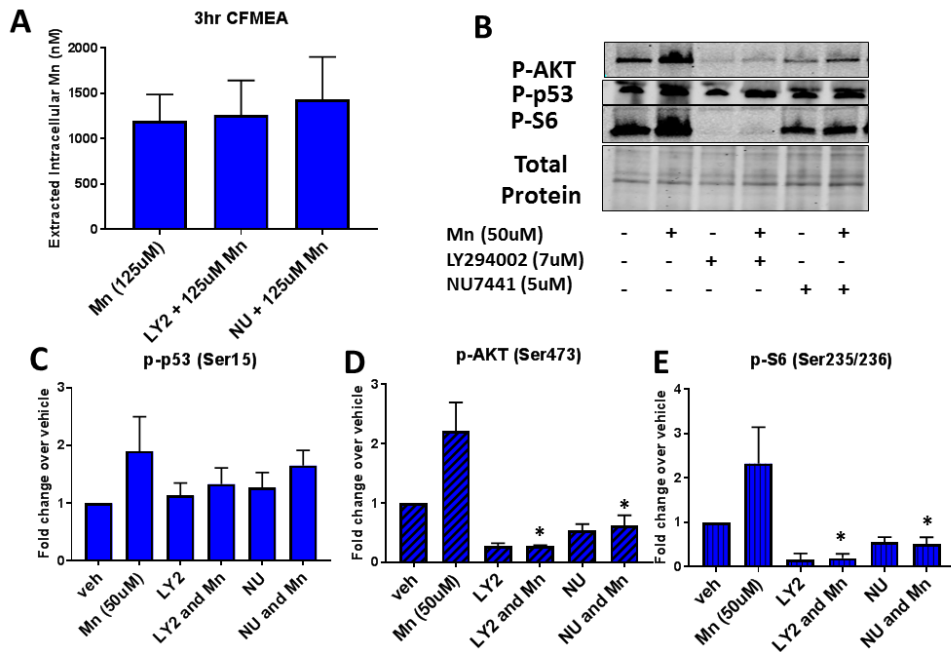 A
3hr CFMEA
Extracted Intracellular Mn (nM)
2000
1500
1000
500
0
Mn (125uM)
LY2 + 125uM Mn
NU + 125uM Mn
B
P-AKT
P-p53
P-S6
Total
Protein
Mn (50uM) - + - + - +
LY294002 (7uM) - - + + - -
NU7441 (5uM) - - - - + +
C
p-p53 (Ser15)
Fold change over vehicle
3
2
1
0
veh
Mn (50uM)
LY2
LY2 and Mn
NU
NU and Mn
D
p-AKT (Ser473)
Fold change over vehicle
3
2
1
0
* *
veh
Mn (50uM)
LY2
LY2 and Mn
NU
NU and Mn
E
p-S6 (Ser235/236)
Fold change over vehicle
4
3
2
1
0
* *
veh
Mn (50uM)
LY2
LY2 and Mn
NU
NU and Mn